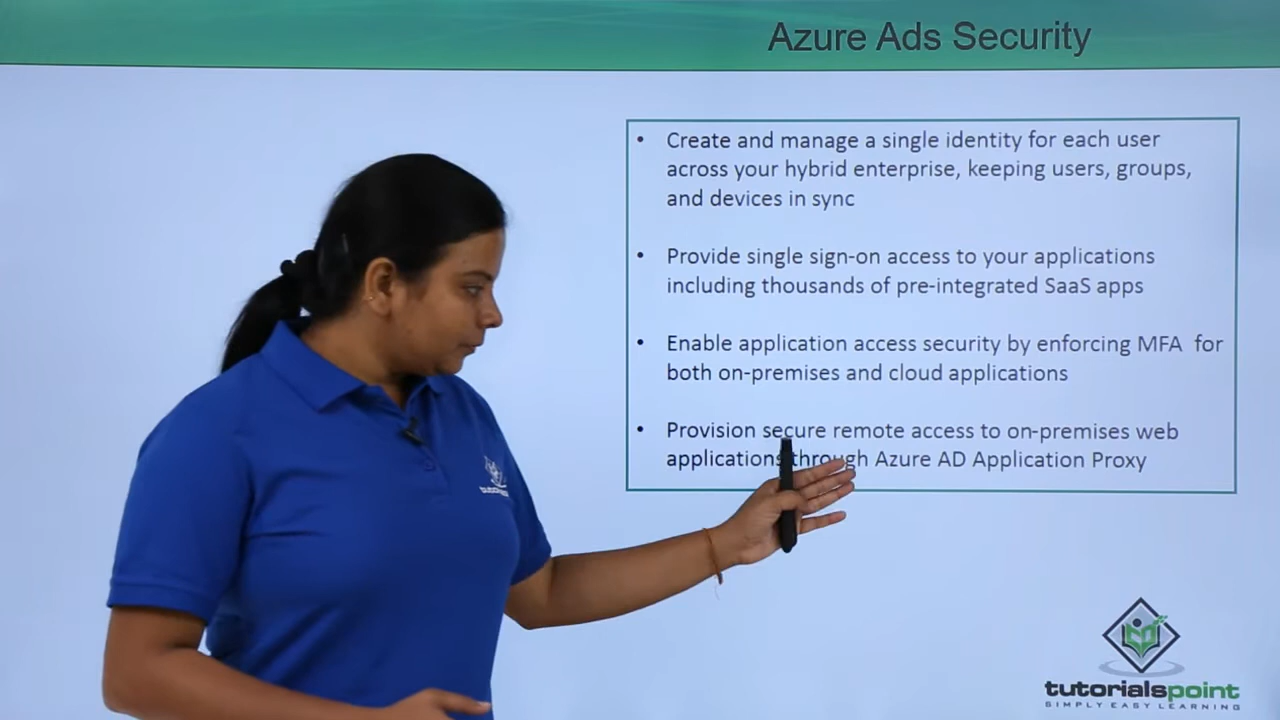 Azure Ads Security
• Create and manage a single identity for each user
across your hybrid enterprise, keeping users, groups,
and devices in sync
• Provide single sign-on access to your applications
including thousands of pre-integrated SaaS apps
• Enable application access security by enforcing MFA for
both on-premises and cloud applications
• Provision secure remote access to on-premises web
applications through Azure AD Application Proxy
tutorialspoint
SIMPLY EASY LEARNING